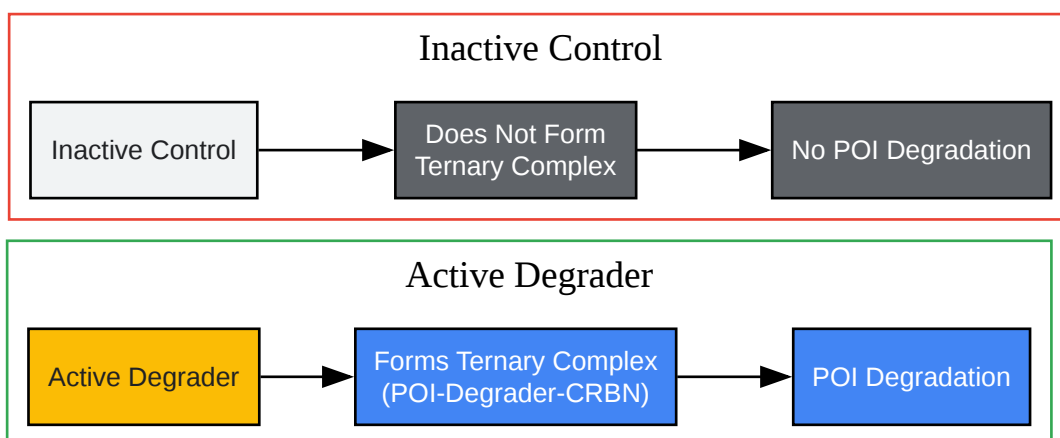 Inactive Control
Inactive Control
Does Not Form
Ternary Complex
No POI Degradation
Active Degrader
Active Degrader
Forms Ternary Complex
(POI-Degrader-CRBN)
POI Degradation